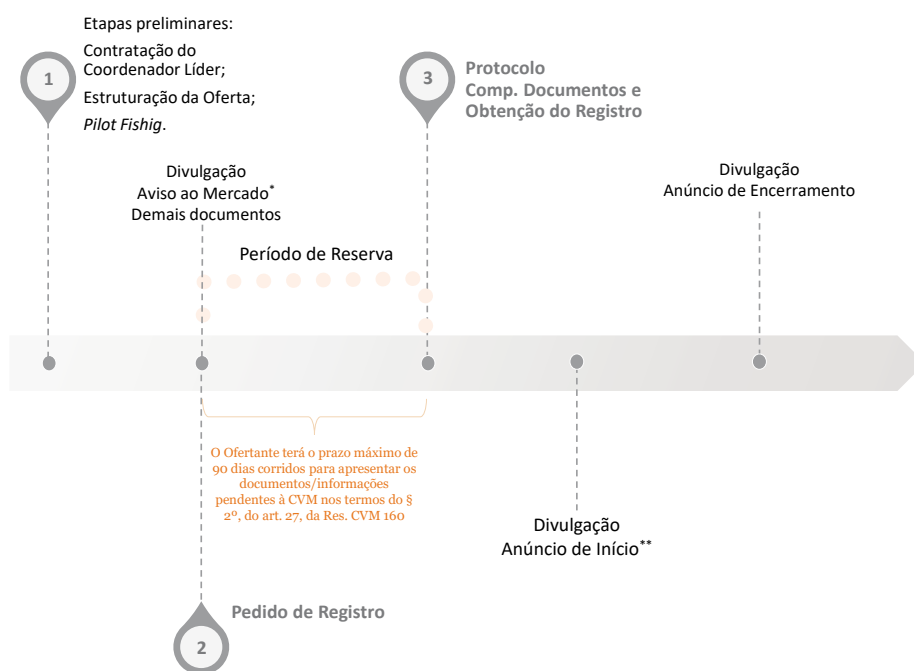 Etapas preliminares:
Contratação do
Coordenador Líder;
Estruturação da Oferta;
Pilot Fishig.
1
3
Protocolo
Comp. Documentos e
Obtenção do Registro
Divulgação
Aviso ao Mercado*
Demais documentos
Divulgação
Anúncio de Encerramento
Período de Reserva
O Ofertante terá o prazo máximo de
90 dias corridos para apresentar os
documentos/informações
pendentes à CVM nos termos do §
2º, do art. 27, da Res. CVM 160
Divulgação
Anúncio de Início**
Pedido de Registro
2